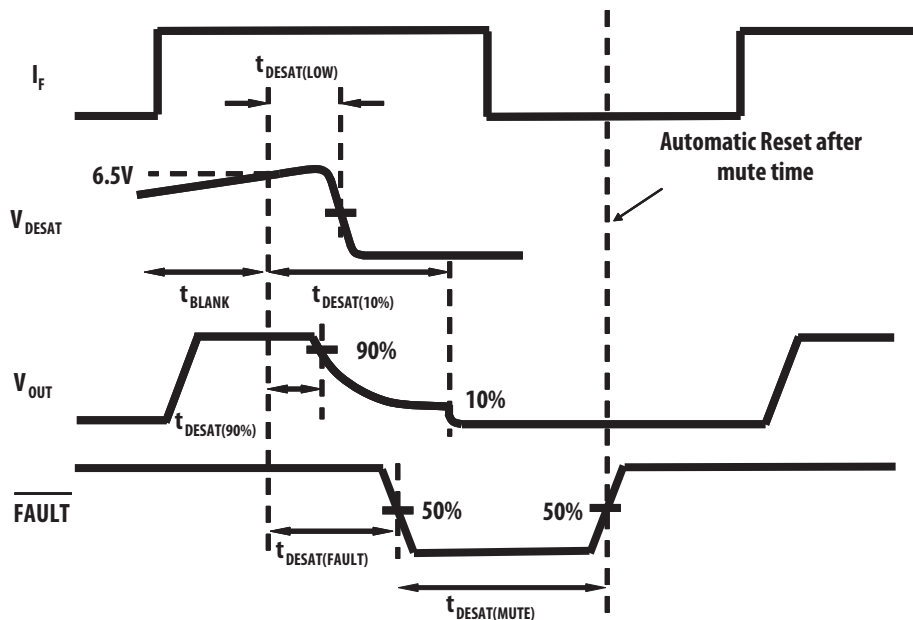 I_F
t_DESAT(LOW)
Automatic Reset after
mute time
6.5V
V_DESAT
t_BLANK
t_DESAT(10%)
90%
V_OUT
10%
t_DESAT(90%)
FAULT
50%
50%
t_DESAT(FAULT)
t_DESAT(MUTE)